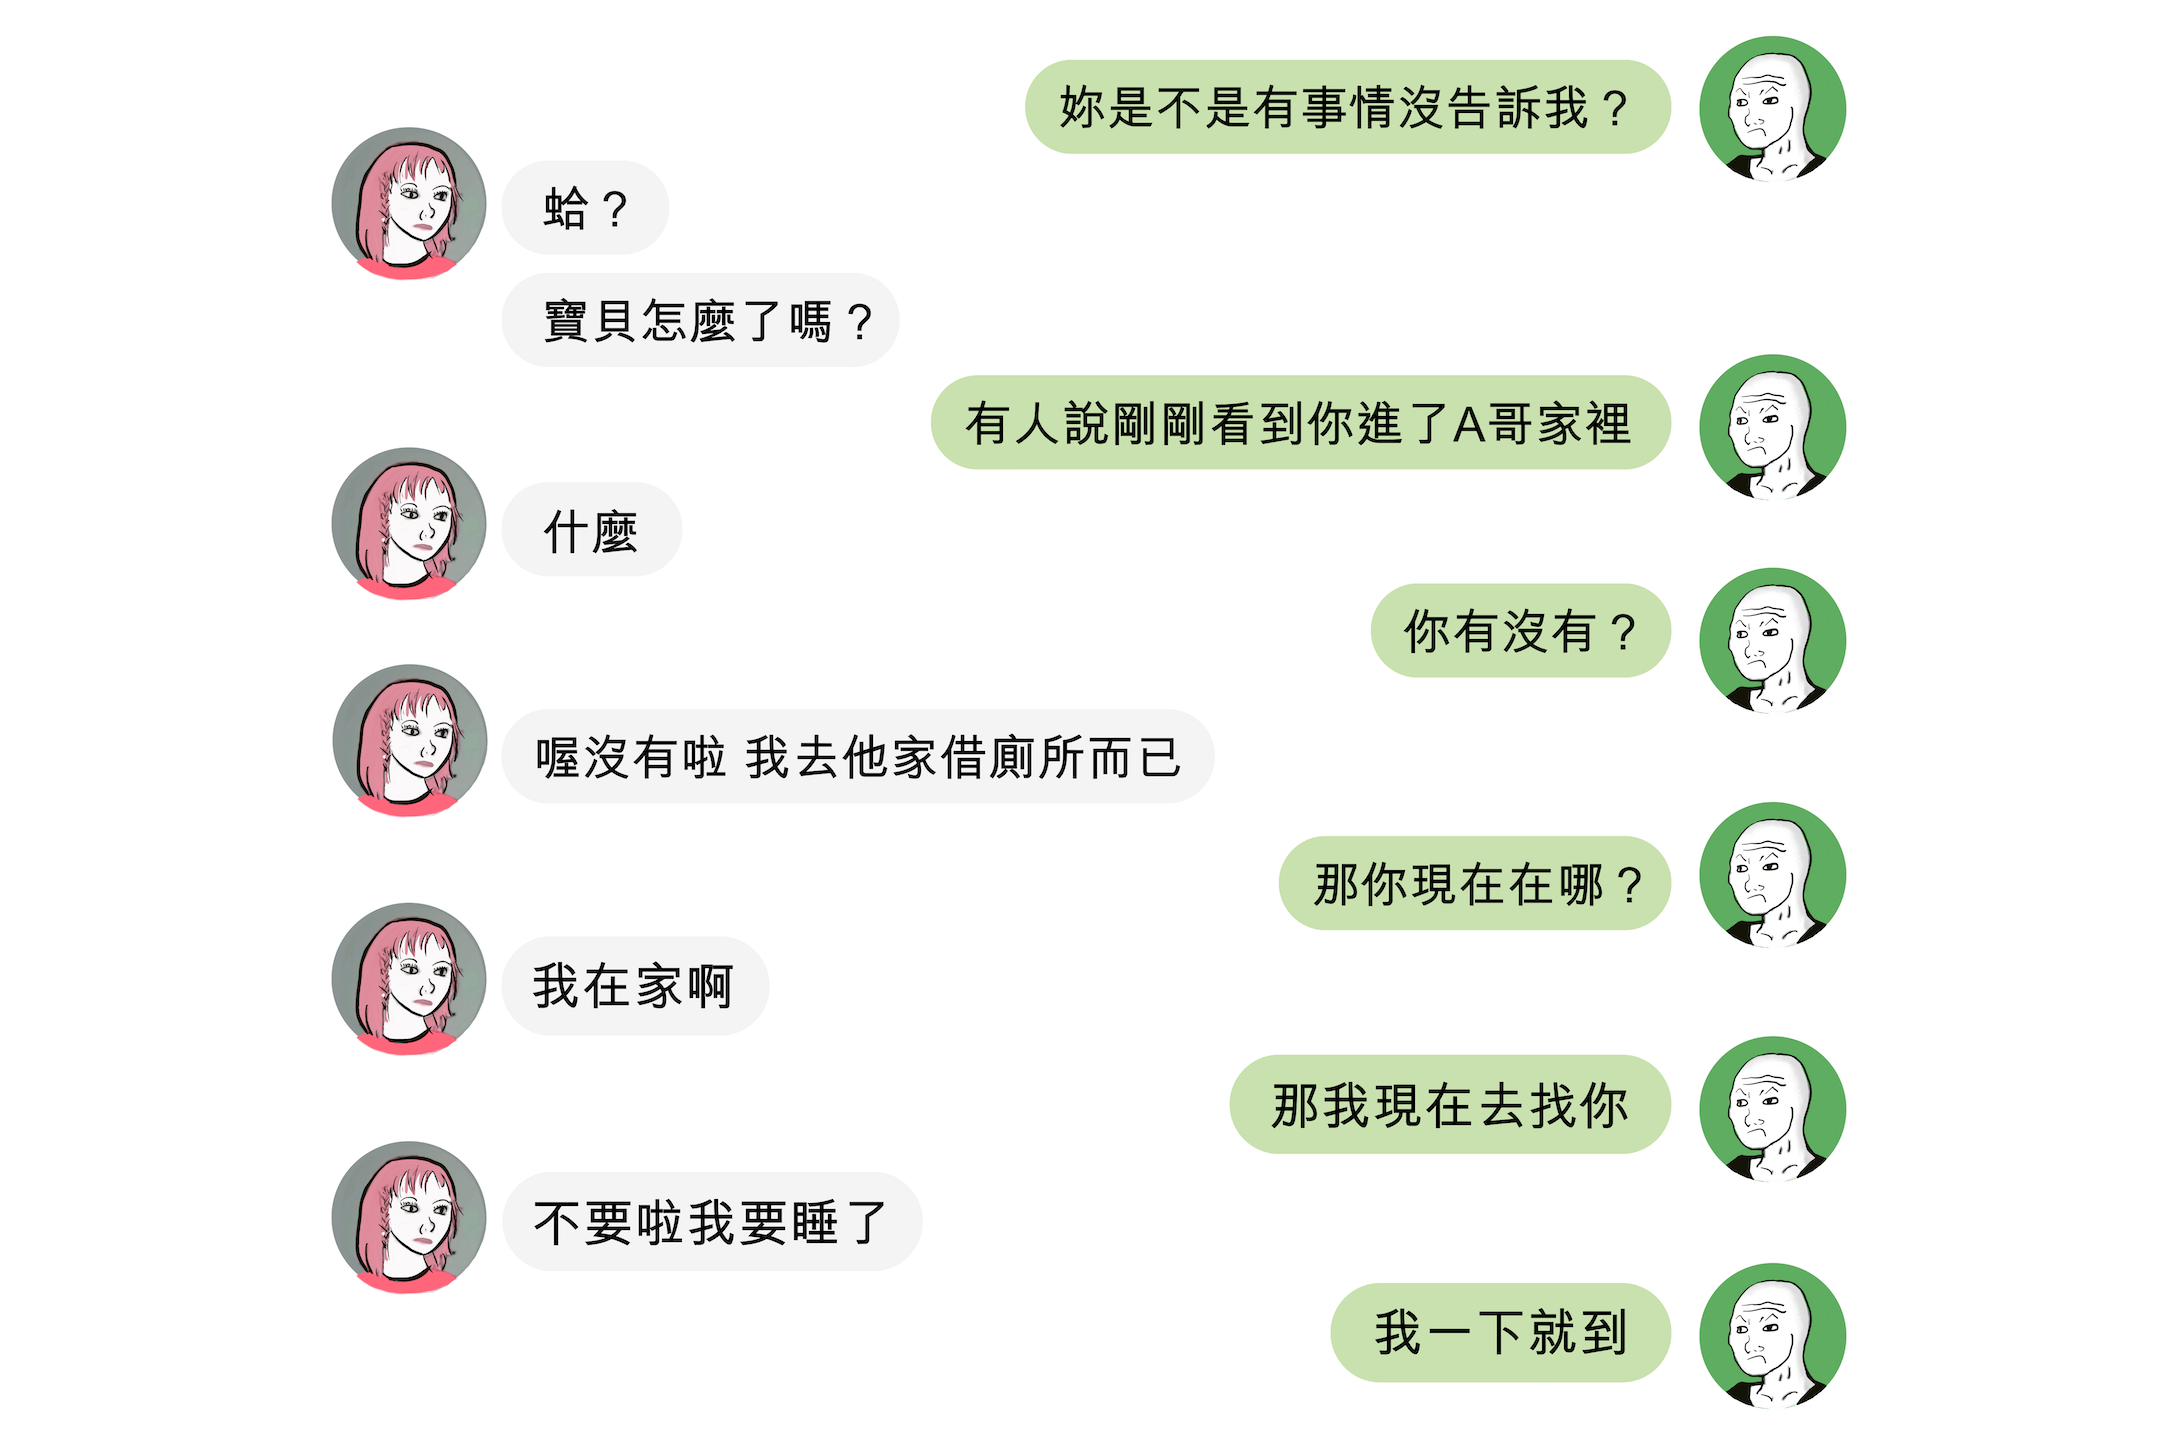 妳是不是有事情沒告訴我？
蛤？
寶貝怎麼了嗎？
有人說剛剛看到你進了A哥家裡
什麼
你有沒有？
喔沒有啦 我去他家借廁所而已
那你現在在哪？
我在家啊
那我現在去找你
不要啦我要睡了
我一下就到